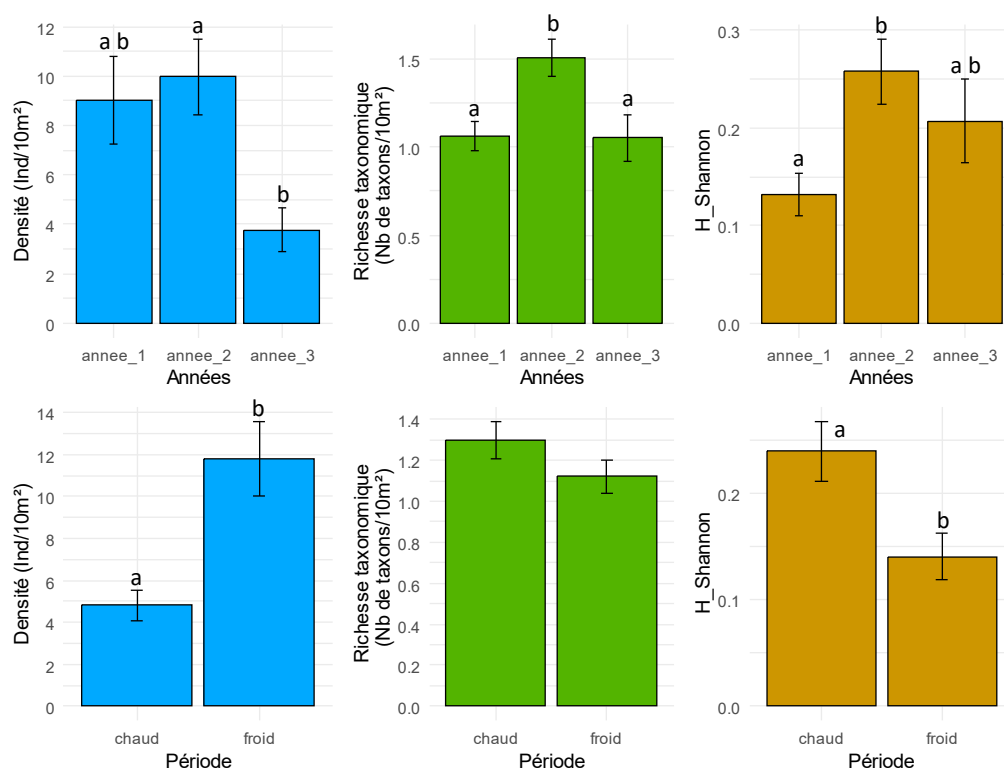 Densité (Ind/10m²)
12
10
8
6
4
2
0
a b
a
b
annee_1 annee_2 annee_3
Années
Richesse taxonomique
(Nb de taxons/10m²)
1.5
1.0
0.5
0.0
a
b
a
annee_1 annee_2 annee_3
Années
H_Shannon
0.3
0.2
0.1
0.0
a
b
a b
annee_1 annee_2 annee_3
Années
Densité (Ind/10m²)
14
12
10
8
6
4
2
0
a
b
chaud froid
Période
Richesse taxonomique
(Nb de taxons/10m²)
1.4
1.2
1.0
0.8
0.6
0.4
0.2
0.0
chaud froid
Période
H_Shannon
0.2
0.1
0.0
a
b
chaud froid
Période